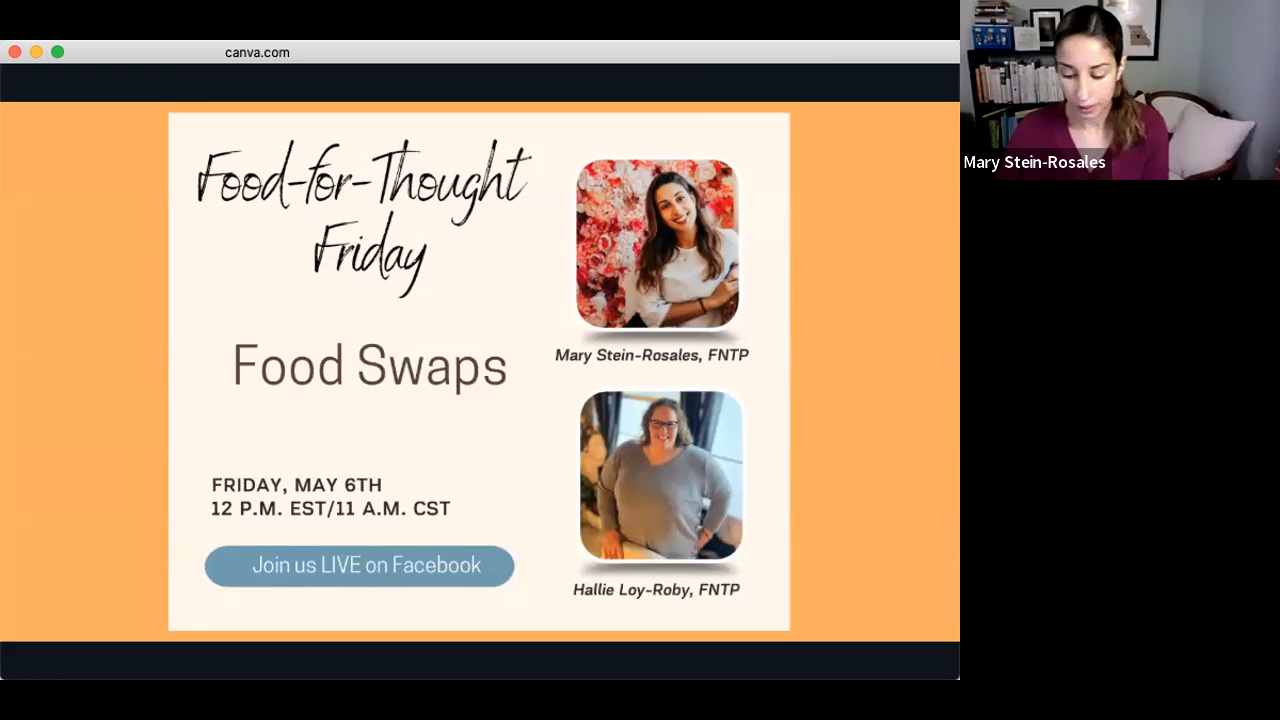 canva.com
Food-for-Thought
Friday
Food Swaps
FRIDAY, MAY 6TH
12 P.M. EST/11 A.M. CST
Join us LIVE on Facebook
Mary Stein-Rosales, FNTP
Hallie Loy-Roby, FNTP
Mary Stein-Rosales